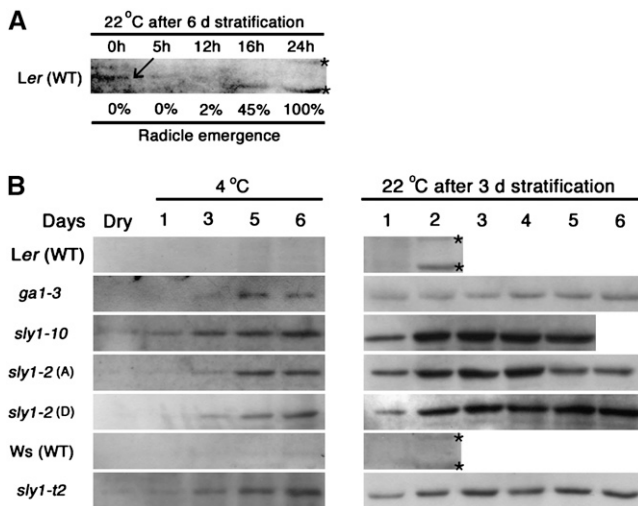 A
22 °C after 6 d stratification
0h 5h 12h 16h 24h
Ler (WT)
*
*
0% 0% 2% 45% 100%
Radicle emergence
B
4 °C
22 °C after 3 d stratification
Days Dry 1 3 5 6 1 2 3 4 5 6
Ler (WT)
*
*
ga1-3
sly1-10
sly1-2 (A)
sly1-2 (D)
Ws (WT)
*
*
sly1-t2